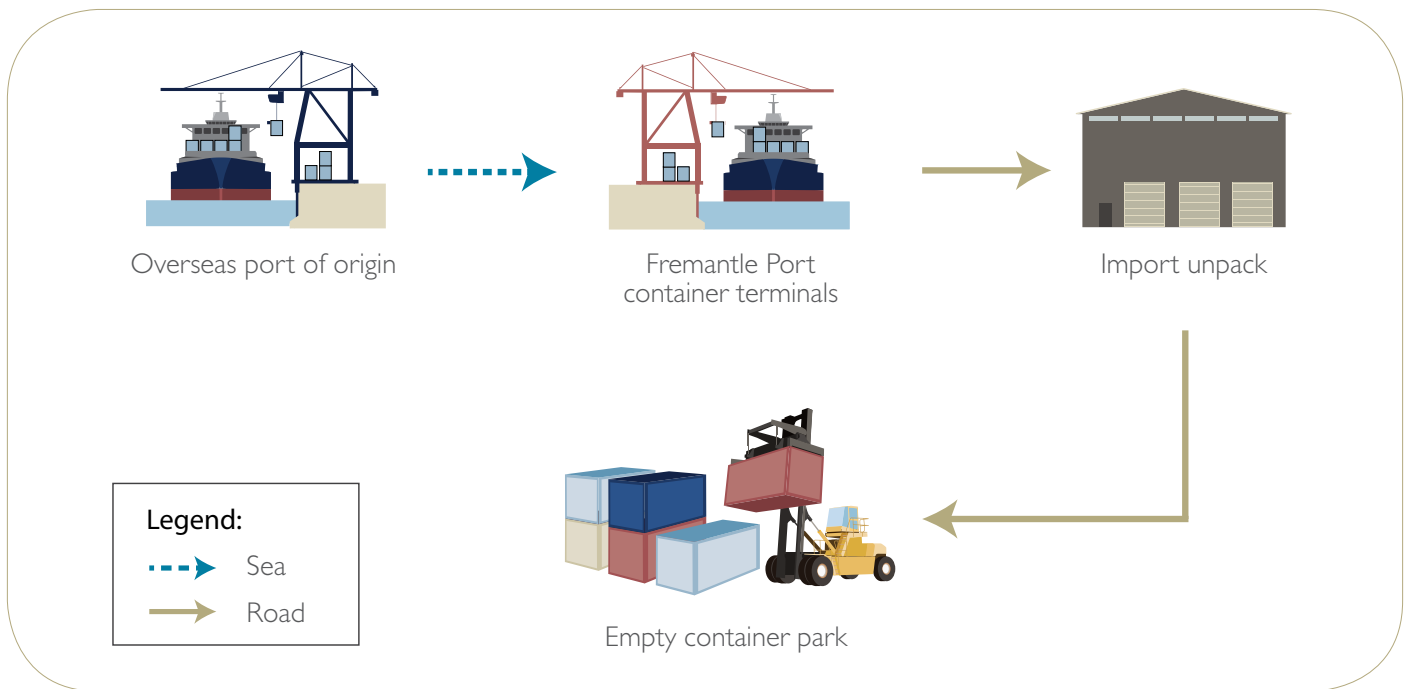 Overseas port of origin
Fremantle Port
container terminals
Import unpack
Legend:
Sea
Road
Empty container park